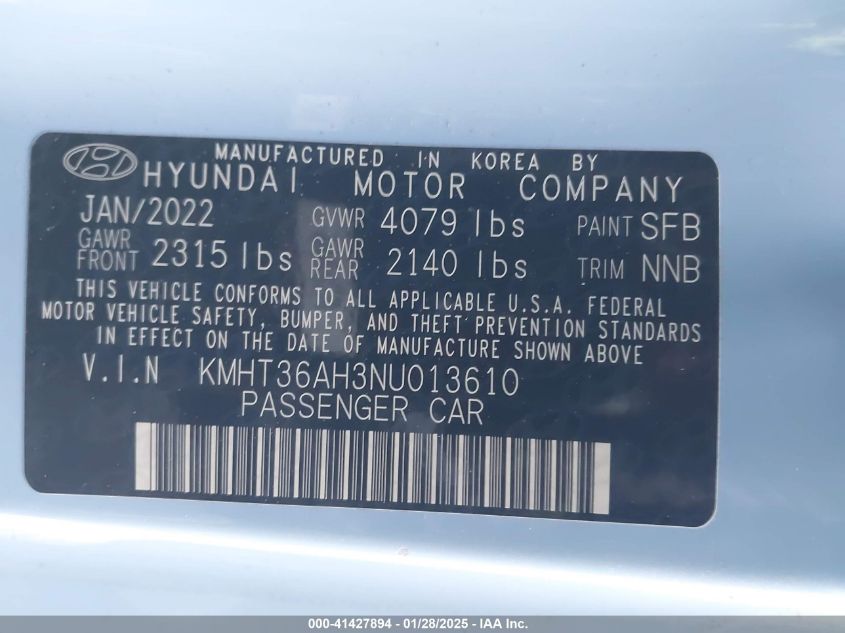 MANUFACTURED IN KOREA BY
HYUNDAI MOTOR COMPANY
JAN/2022 GVWR 4079 lbs PAINT SFB
GAWR FRONT 2315 lbs GAWR REAR 2140 lbs TRIM NNB
THIS VEHICLE CONFORMS TO ALL APPLICABLE U.S.A. FEDERAL
MOTOR VEHICLE SAFETY, BUMPER, AND THEFT PREVENTION STANDARDS
IN EFFECT ON THE DATE OF MANUFACTURE SHOWN ABOVE
V.I.N KMHT36AH3NU013610
PASSENGER CAR
000-41427894 - 01/28/2025 - IAAI.com